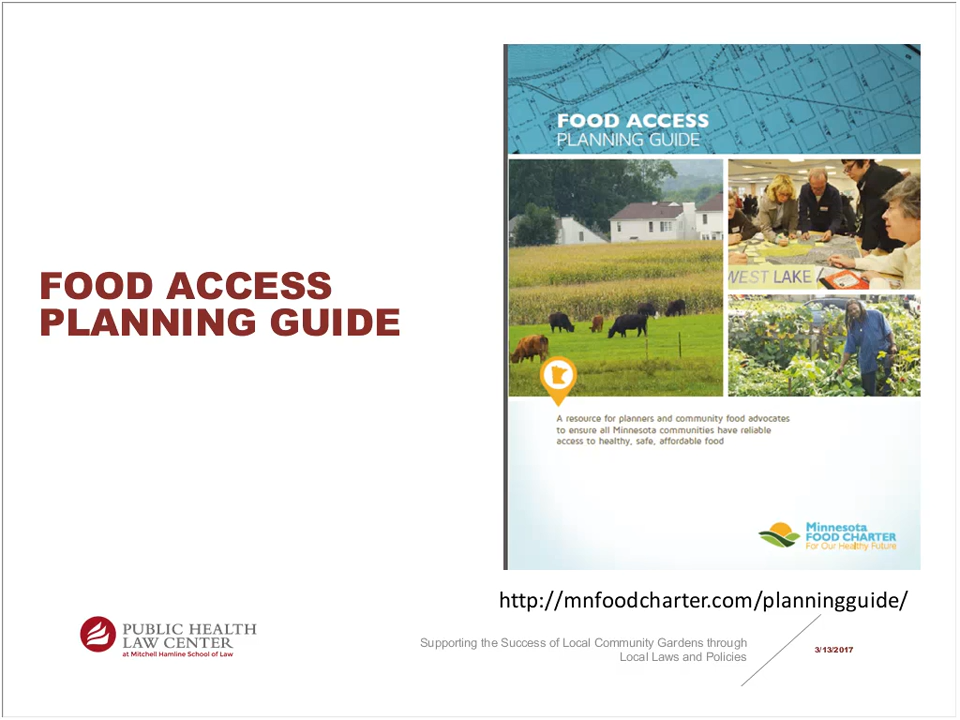 FOOD ACCESS
PLANNING GUIDE
FOOD ACCESS
PLANNING GUIDE
WEST LAKE
A resource for planners and community food advocates
to ensure all Minnesota communities have reliable
access to healthy, safe, affordable food
Minnesota
FOOD CHARTER
For Our Healthy Future
http://mnfoodcharter.com/planningguide/
PUBLIC HEALTH
LAW CENTER
at Mitchell Hamline School of Law
Supporting the Success of Local Community Gardens through
Local Laws and Policies
3/13/2017